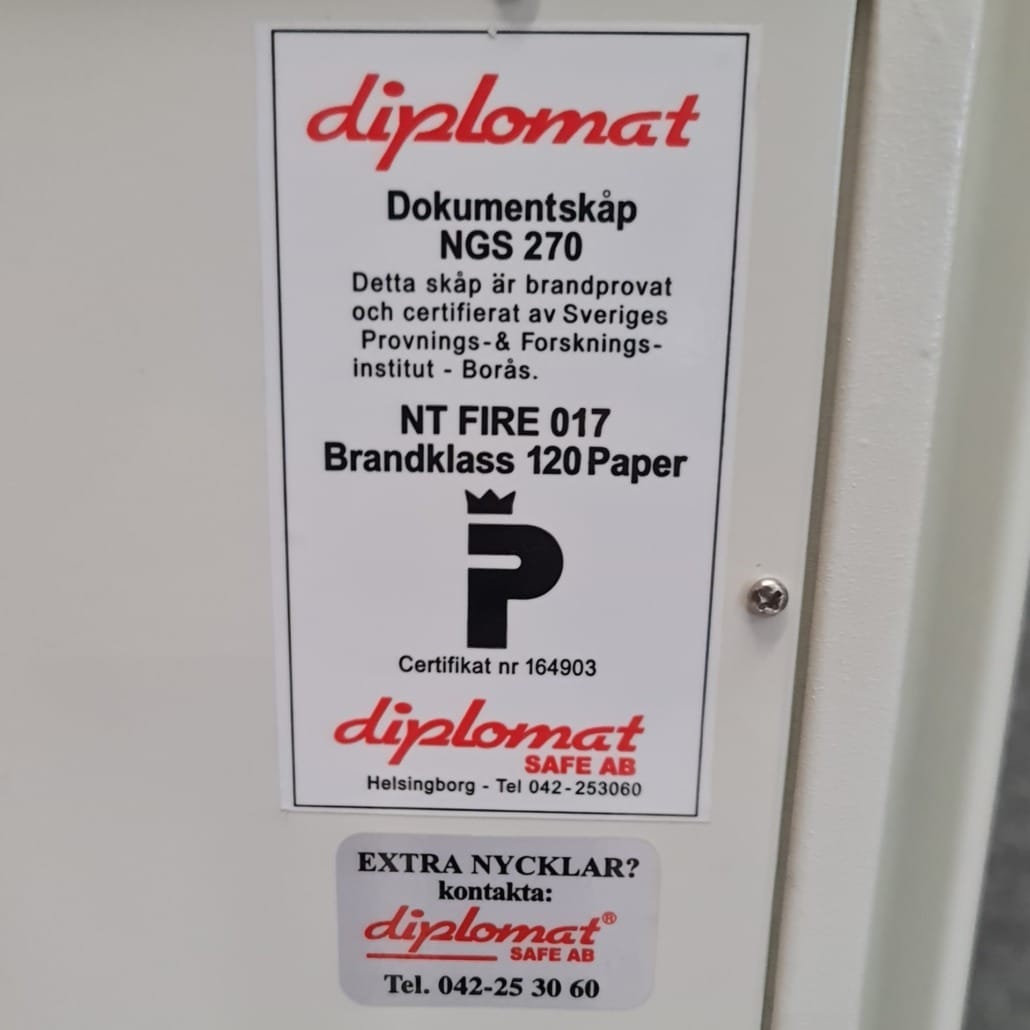 diplomat
Dokumentskåp
NGS 270
Detta skåp är brandprovat
och certifierat av Sveriges
Provnings-& Forsknings-
institut - Borås.
NT FIRE 017
Brandklass 120 Paper
P
Certifikat nr 164903
diplomat
SAFE AB
Helsingborg - Tel 042-253060
EXTRA NYCKLAR?
kontakta:
diplomat®
SAFE AB
Tel. 042-25 30 60